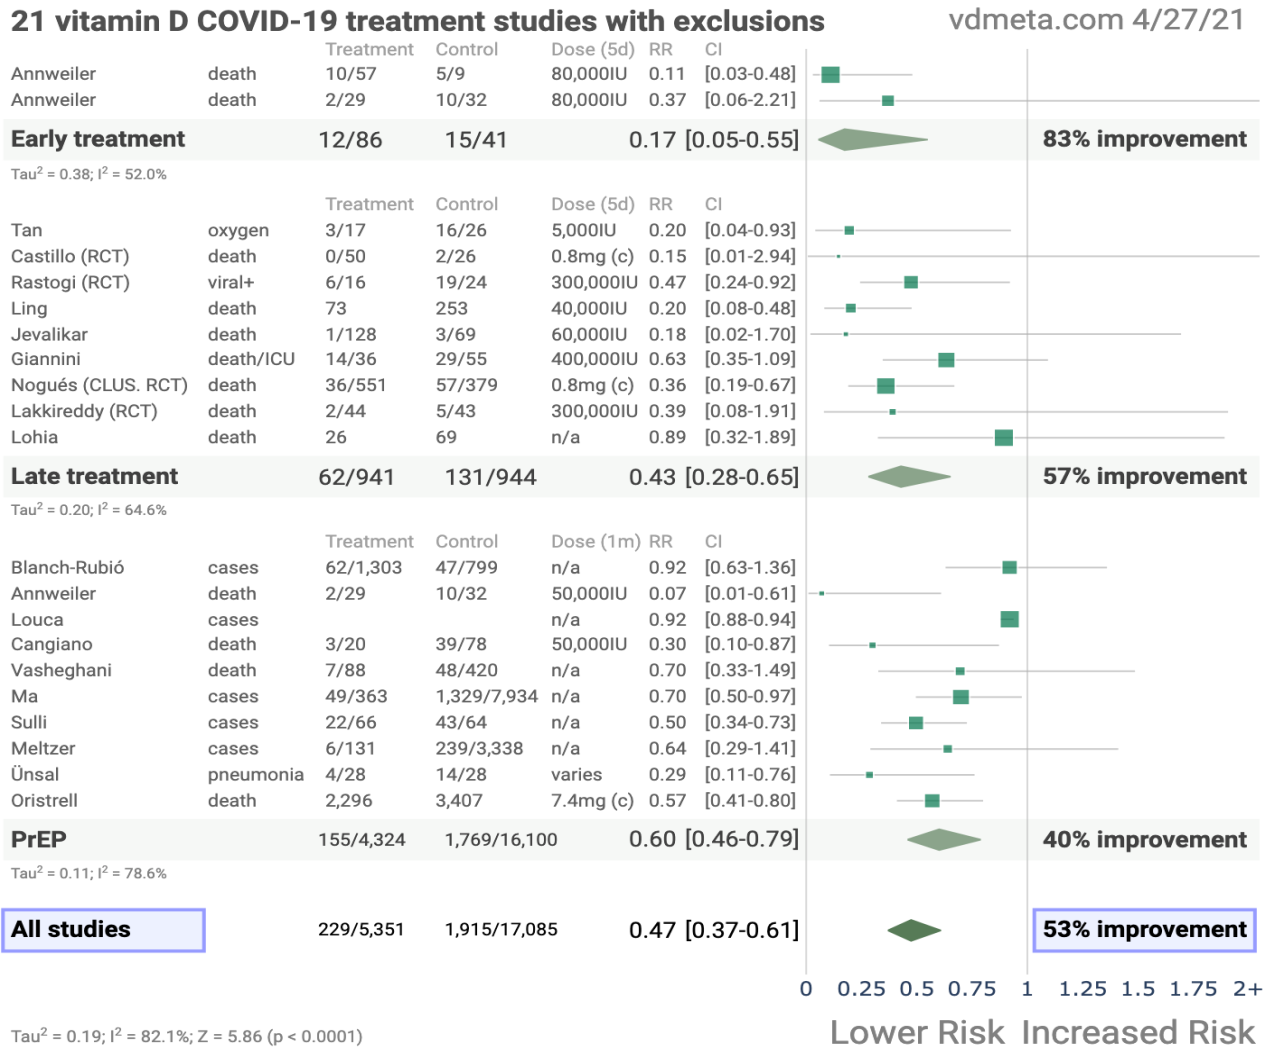 21 vitamin D COVID-19 treatment studies with exclusions vdmeta.com 4/27/21
Treatment Control Dose (5d) RR CI
Annweiler death 10/57 5/9 80,000IU 0.11 [0.03-0.48]
Annweiler death 2/29 10/32 80,000IU 0.37 [0.06-2.21]
Early treatment 12/86 15/41 0.17 [0.05-0.55] 83% improvement
Tau² = 0.38; I² = 52.0%
Treatment Control Dose (5d) RR CI
Tan oxygen 3/17 16/26 5,000IU 0.20 [0.04-0.93]
Castillo (RCT) death 0/50 2/26 0.8mg (c) 0.15 [0.01-2.94]
Rastogi (RCT) viral+ 6/16 19/24 300,000IU 0.47 [0.24-0.92]
Ling death 73 253 40,000IU 0.20 [0.08-0.48]
Jevalikar death 1/128 3/69 60,000IU 0.18 [0.02-1.70]
Giannini death/ICU 14/36 29/55 400,000IU 0.63 [0.35-1.09]
Nogués (CLUS. RCT) death 36/551 57/379 0.8mg (c) 0.36 [0.19-0.67]
Lakkireddy (RCT) death 2/44 5/43 300,000IU 0.39 [0.08-1.91]
Lohia death 26 69 n/a 0.89 [0.32-1.89]
Late treatment 62/941 131/944 0.43 [0.28-0.65] 57% improvement
Tau² = 0.20; I² = 64.6%
Treatment Control Dose (1m) RR CI
Blanch-Rubió cases 62/1,303 47/799 n/a 0.92 [0.63-1.36]
Annweiler death 2/29 10/32 50,000IU 0.07 [0.01-0.61]
Louca cases n/a 0.92 [0.88-0.94]
Cangiano death 3/20 39/78 50,000IU 0.30 [0.10-0.87]
Vasheghani death 7/88 48/420 n/a 0.70 [0.33-1.49]
Ma cases 49/363 1,329/7,934 n/a 0.70 [0.50-0.97]
Sulli cases 22/66 43/64 n/a 0.50 [0.34-0.73]
Meltzer cases 6/131 239/3,338 n/a 0.64 [0.29-1.41]
Ünsal pneumonia 4/28 14/28 varies 0.29 [0.11-0.76]
Oristrell death 2,296 3,407 7.4mg (c) 0.57 [0.41-0.80]
PrEP 155/4,324 1,769/16,100 0.60 [0.46-0.79] 40% improvement
Tau² = 0.11; I² = 78.6%
All studies 229/5,351 1,915/17,085 0.47 [0.37-0.61] 53% improvement
0 0.25 0.5 0.75 1 1.25 1.5 1.75 2+
Tau² = 0.19; I² = 82.1%; Z = 5.86 (p < 0.0001) Lower Risk Increased Risk